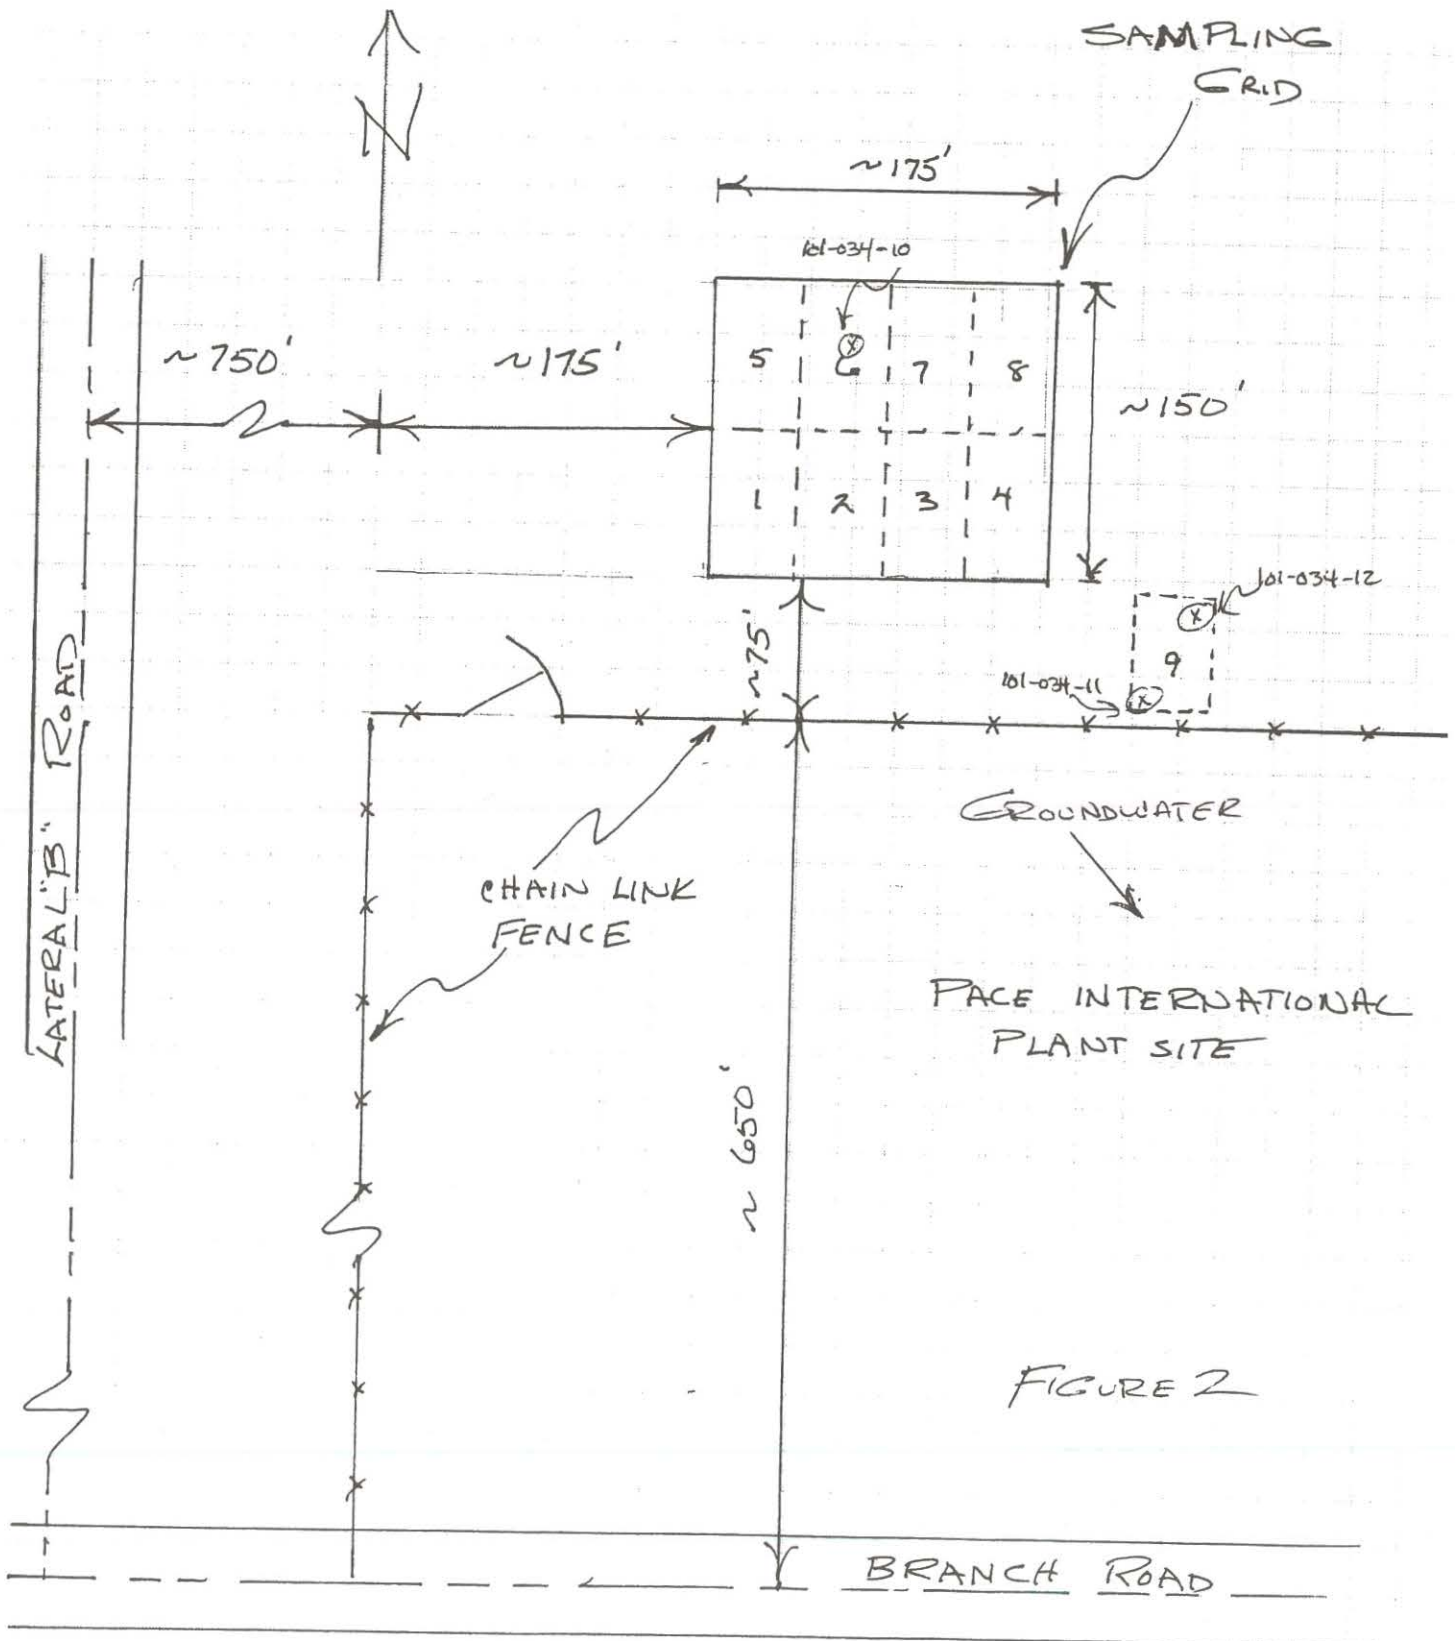 SAMPLING
GRID
N
~175'
101-034-10
~750'
~175'
5
6
7
8
~150'
1
2
3
4
101-034-12
~75'
9
101-034-11
LATERAL "B" ROAD
GROUNDWATER
CHAIN LINK
FENCE
PACE INTERNATIONAL
PLANT SITE
~650'
FIGURE 2
BRANCH ROAD